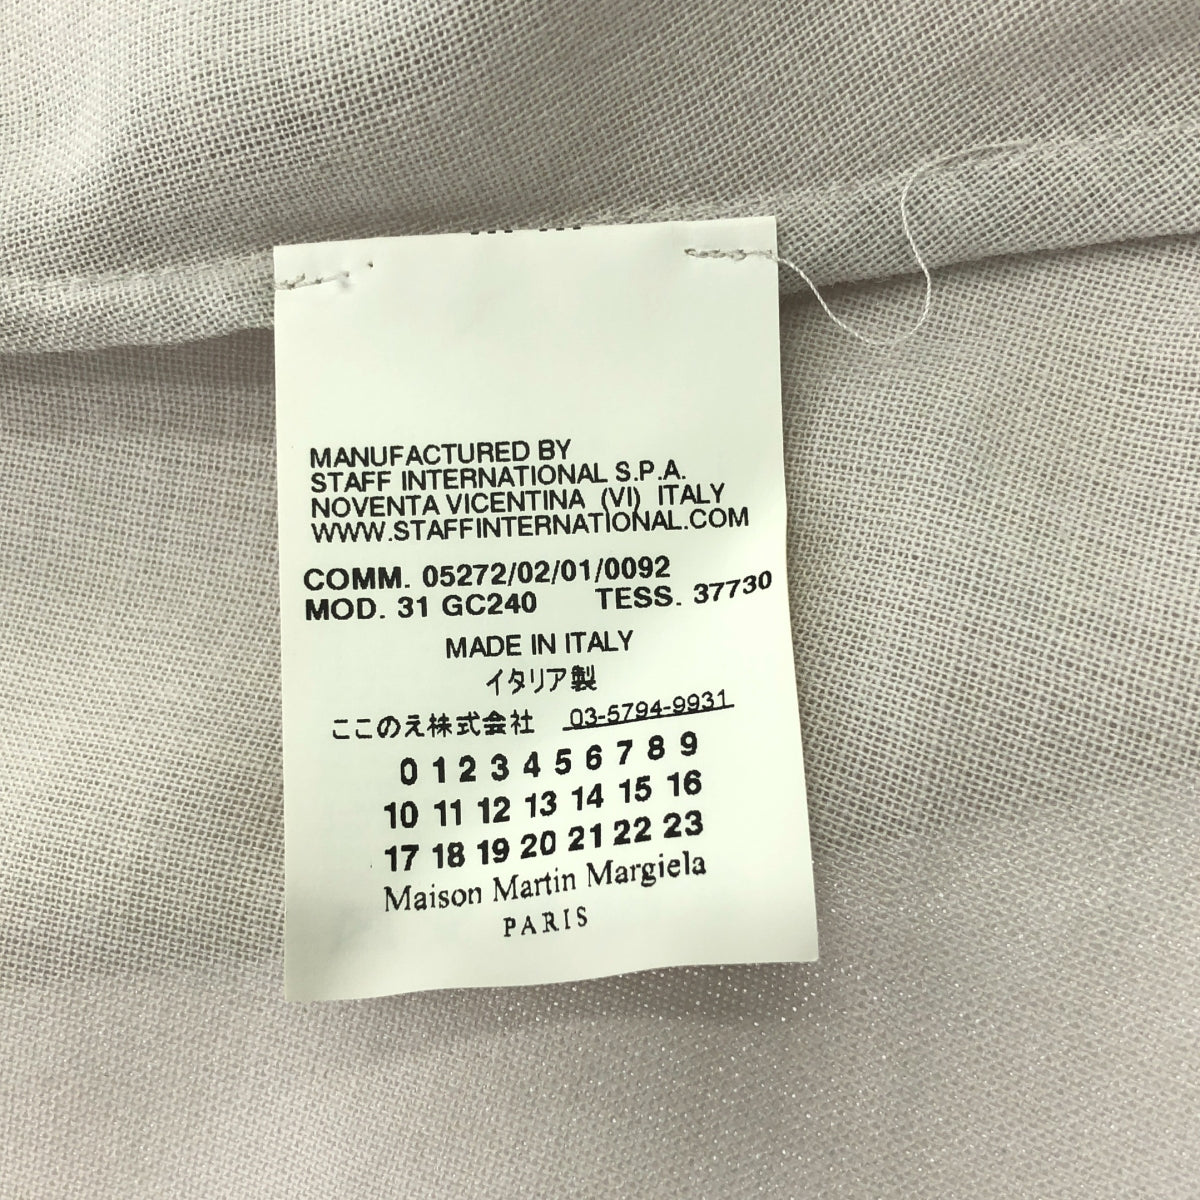 MANUFACTURED BY
STAFF INTERNATIONAL S.P.A.
NOVENTA VICENTINA (VI) ITALY
WWW.STAFFINTERNATIONAL.COM
COMM. 05272/02/01/0092
MOD. 31 GC240 TESS. 37730
MADE IN ITALY
イタリア製
ここのえ株式会社 03-5794-9931
0 1 2 3 4 5 6 7 8 9
10 11 12 13 14 15 16
17 18 19 20 21 22 23
Maison Martin Margiela
PARIS